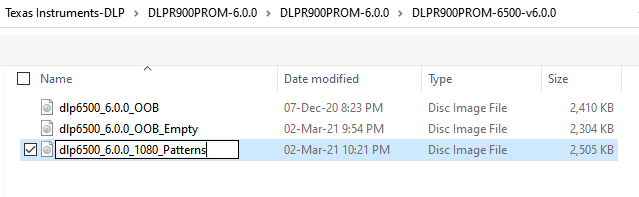 Texas Instruments-DLP > DLPR900PROM-6.0.0 > DLPR900PROM-6.0.0 > DLPR900PROM-6500-v6.0.0
Name Date modified Type Size
dlp6500_6.0.0_OOB 07-Dec-20 8:23 PM Disc Image File 2,410 KB
dlp6500_6.0.0_OOB_Empty 02-Mar-21 9:54 PM Disc Image File 2,304 KB
dlp6500_6.0.0_1080_Patterns 02-Mar-21 10:21 PM Disc Image File 2,505 KB